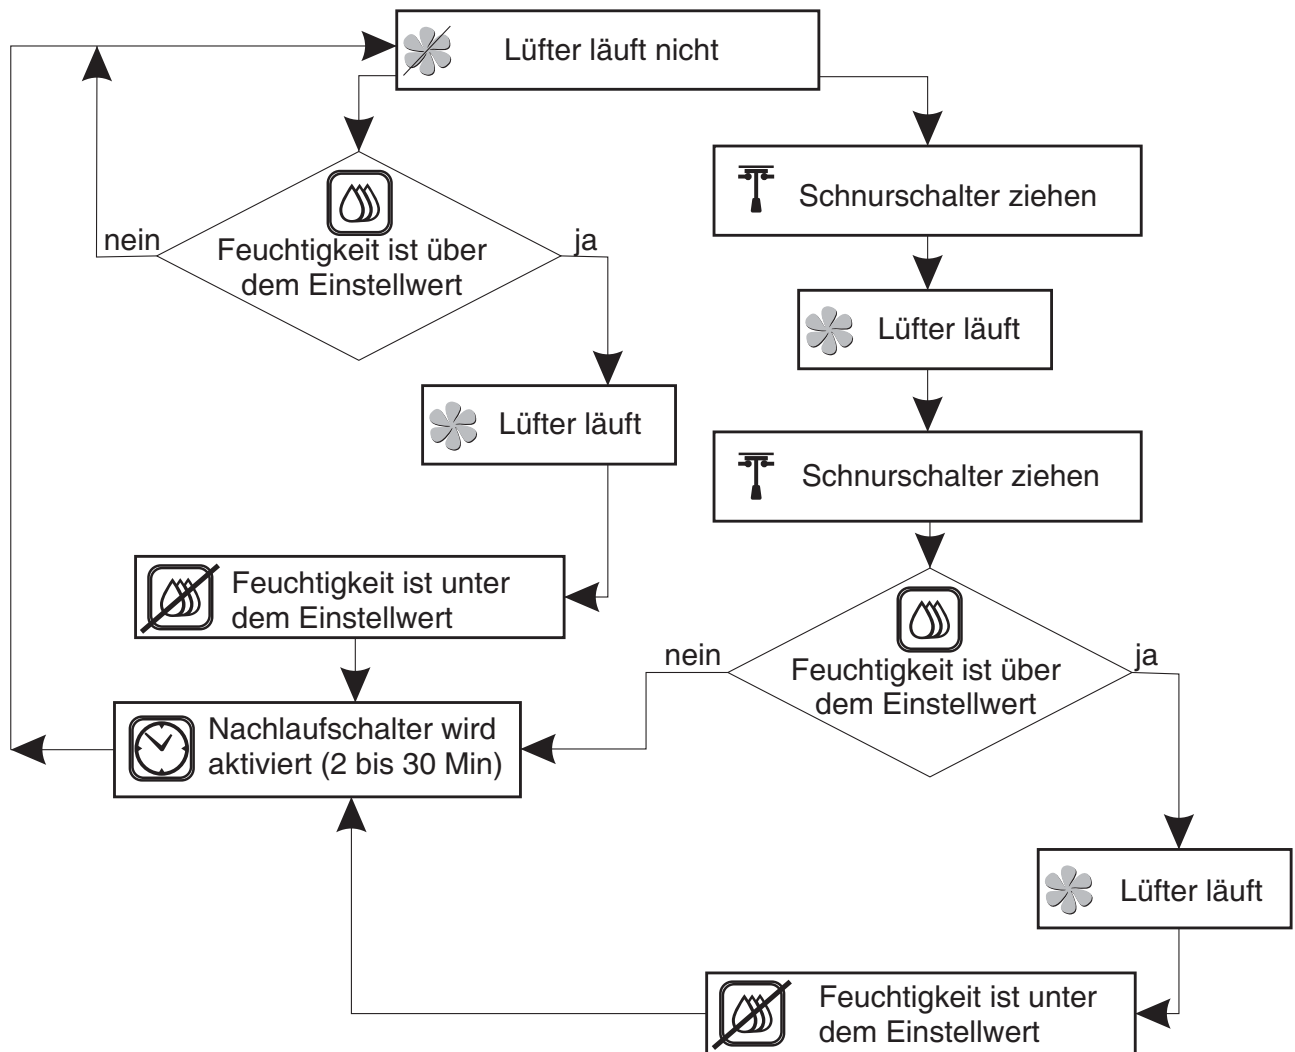 Lüfter läuft nicht
Schnurschalter ziehen
nein
Feuchtigkeit ist über
dem Einstellwert
ja
Lüfter läuft
Lüfter läuft
Schnurschalter ziehen
Feuchtigkeit ist unter
dem Einstellwert
nein
Feuchtigkeit ist über
dem Einstellwert
ja
Nachlaufschalter wird
aktiviert (2 bis 30 Min)
Lüfter läuft
Feuchtigkeit ist unter
dem Einstellwert